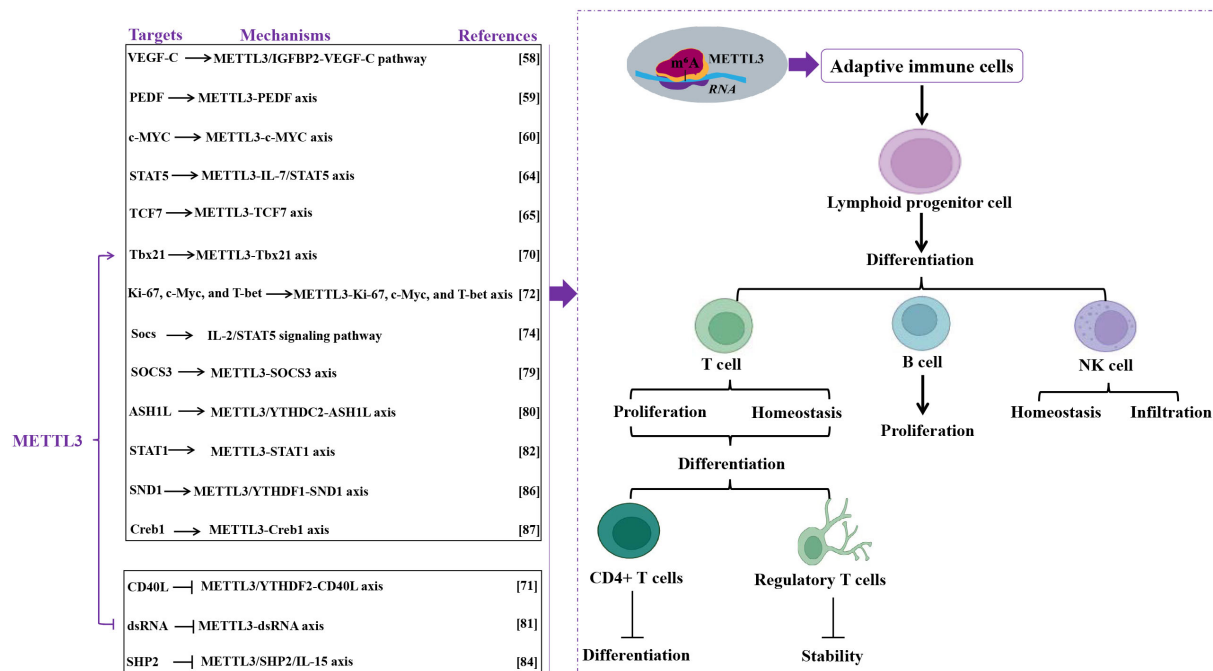 Targets Mechanisms References
VEGF-C METTL3/IGFBP2-VEGF-C pathway [58]
PEDF METTL3-PEDF axis [59]
c-MYC METTL3-c-MYC axis [60]
STAT5 METTL3-IL-7/STAT5 axis [64]
TCF7 METTL3-TCF7 axis [65]
Tbx21 METTL3-Tbx21 axis [70]
Ki-67, c-Myc, and T-bet METTL3-Ki-67, c-Myc, and T-bet axis [72]
Socs IL-2/STAT5 signaling pathway [74]
SOCS3 METTL3-SOCS3 axis [79]
ASH1L METTL3/YTHDC2-ASH1L axis [80]
METTL3
STAT1 METTL3-STAT1 axis [82]
SND1 METTL3/YTHDF1-SND1 axis [86]
Creb1 METTL3-Creb1 axis [87]
CD40L METTL3/YTHDF2-CD40L axis [71]
dsRNA METTL3-dsRNA axis [81]
SHP2 METTL3/SHP2/IL-15 axis [84]
m⁶A METTL3
RNA
Adaptive immune cells
Lymphoid progenitor cell
Differentiation
T cell B cell NK cell
Proliferation Homeostasis
Proliferation
Homeostasis Infiltration
Differentiation
CD4+ T cells Regulatory T cells
Differentiation Stability